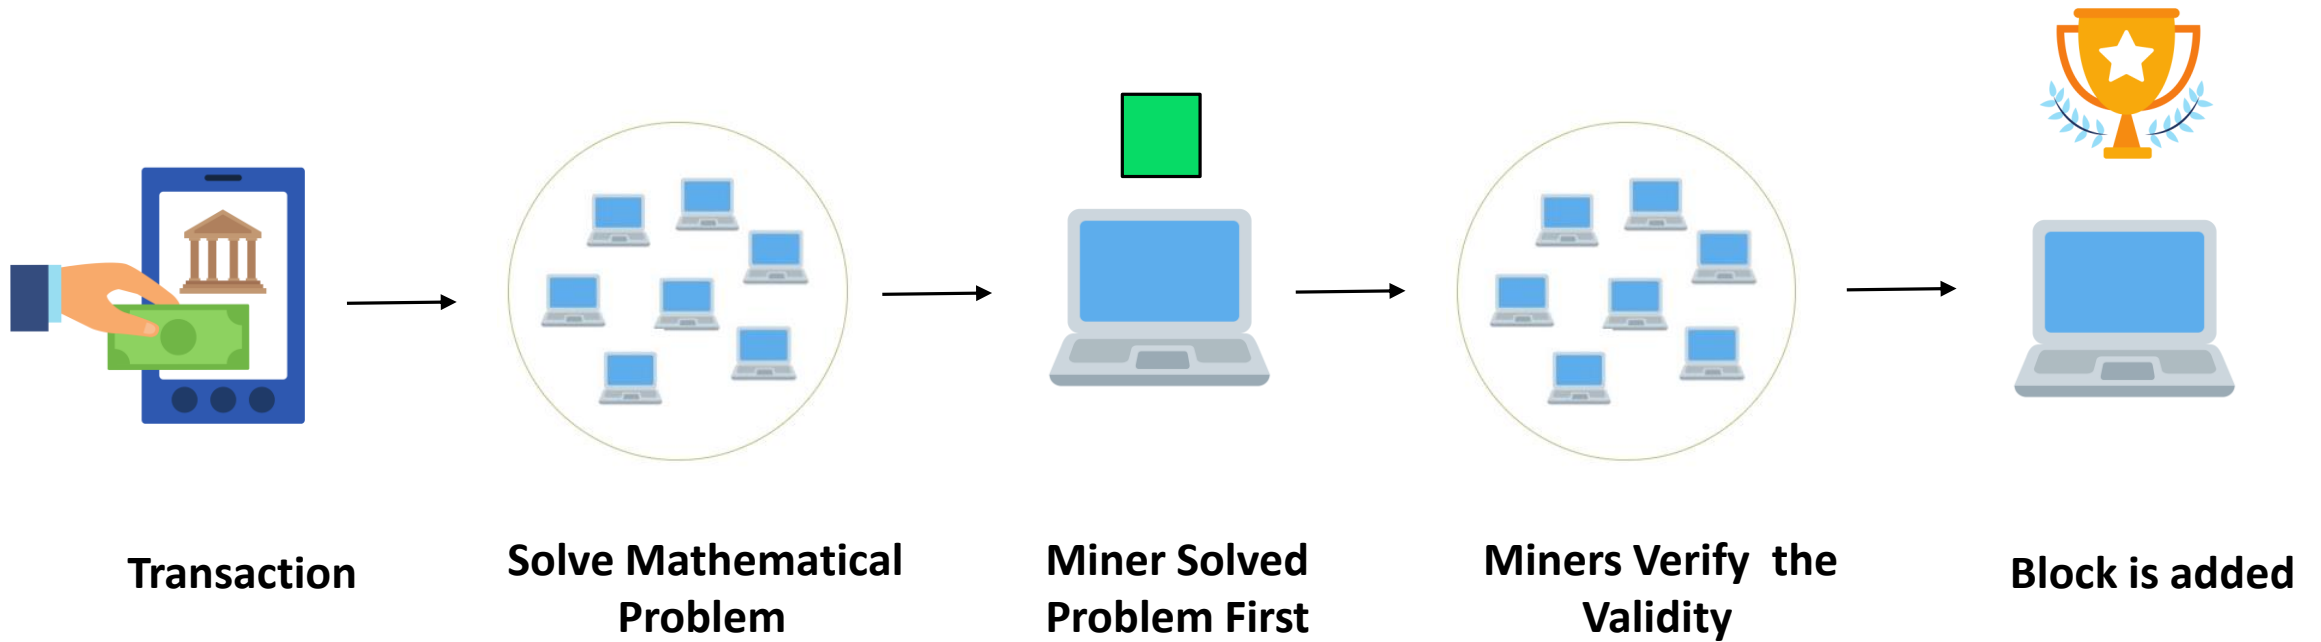 Transaction
Solve Mathematical
Problem
Miner Solved
Problem First
Miners Verify  the
Validity
Block is added